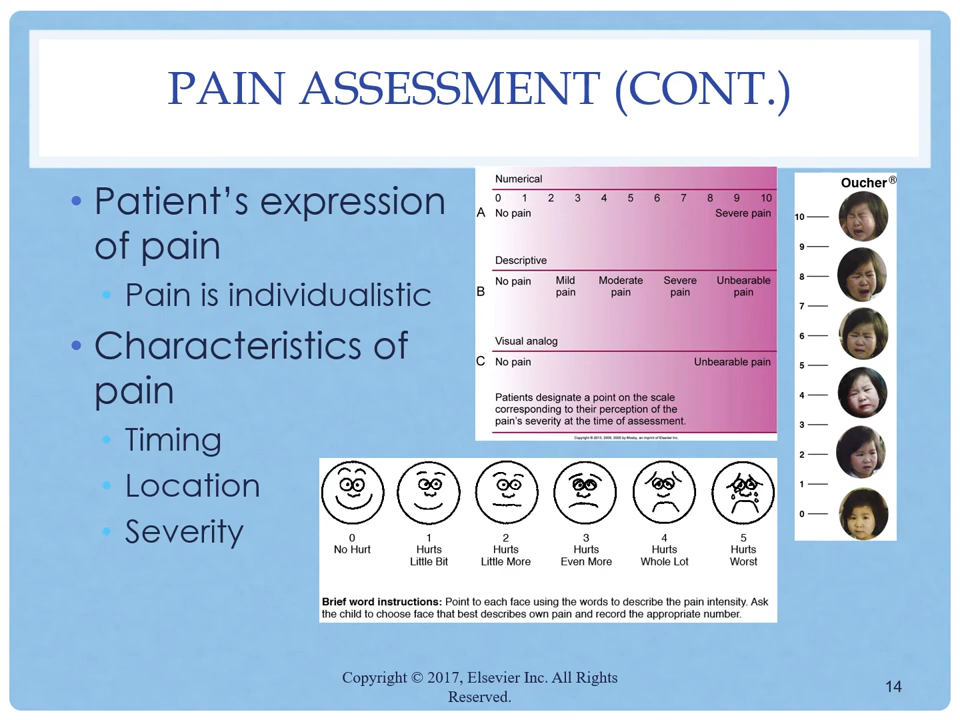 PAIN ASSESSMENT (CONT.)
• Patient's expression
of pain
• Pain is individualistic
• Characteristics of
pain
• Timing
• Location
• Severity
Numerical
0 1 2 3 4 5 6 7 8 9 10
A No pain Severe pain
Descriptive
B No pain Mild pain Moderate pain Severe pain Unbearable pain
Visual analog
C No pain Unbearable pain
Patients designate a point on the scale
corresponding to their perception of the
pain's severity at the time of assessment.
Oucher®
10
9
8
7
6
5
4
3
2
1
0
0 1 2 3 4 5
No Hurt Hurts Hurts Hurts Hurts Hurts
Little Bit Little More Even More Whole Lot Worst
Brief word instructions: Point to each face using the words to describe the pain intensity. Ask
the child to choose face that best describes own pain and record the appropriate number.
Copyright © 2017, Elsevier Inc. All Rights
Reserved.
14